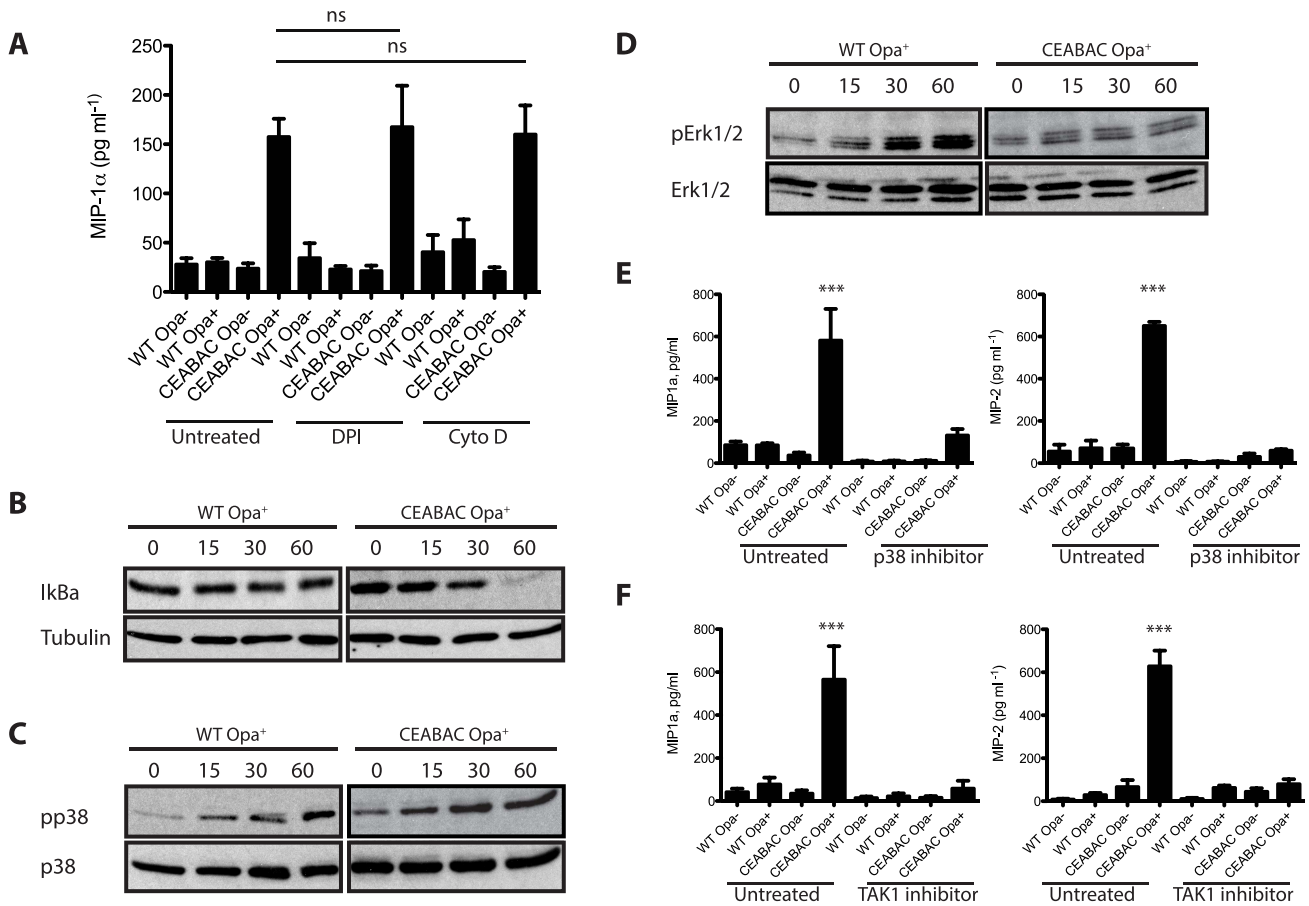 A
ns
ns
MIP-1α (pg ml-1)
250
200
150
100
50
0
WT Opa-
WT Opa+
CEABAC Opa-
CEABAC Opa+
WT Opa-
WT Opa+
CEABAC Opa-
CEABAC Opa+
WT Opa-
WT Opa+
CEABAC Opa-
CEABAC Opa+
Untreated DPI Cyto D
B
WT Opa+ CEABAC Opa+
0 15 30 60 0 15 30 60
IkBa
Tubulin
C
WT Opa+ CEABAC Opa+
0 15 30 60 0 15 30 60
pp38
p38
D
WT Opa+ CEABAC Opa+
0 15 30 60 0 15 30 60
pErk1/2
Erk1/2
E
MIP1a, pg/ml
800
600
400
200
0
***
WT Opa-
WT Opa+
CEABAC Opa-
CEABAC Opa+
WT Opa-
WT Opa+
CEABAC Opa-
CEABAC Opa+
Untreated p38 inhibitor
MIP-2 (pg ml-1)
800
600
400
200
0
***
WT Opa-
WT Opa+
CEABAC Opa-
CEABAC Opa+
WT Opa-
WT Opa+
CEABAC Opa-
CEABAC Opa+
Untreated p38 inhibitor
F
MIP1a, pg/ml
800
600
400
200
0
***
WT Opa-
WT Opa+
CEABAC Opa-
CEABAC Opa+
WT Opa-
WT Opa+
CEABAC Opa-
CEABAC Opa+
Untreated TAK1 inhibitor
MIP-2 (pg ml-1)
800
600
400
200
0
***
WT Opa-
WT Opa+
CEABAC Opa-
CEABAC Opa+
WT Opa-
WT Opa+
CEABAC Opa-
CEABAC Opa+
Untreated TAK1 inhibitor